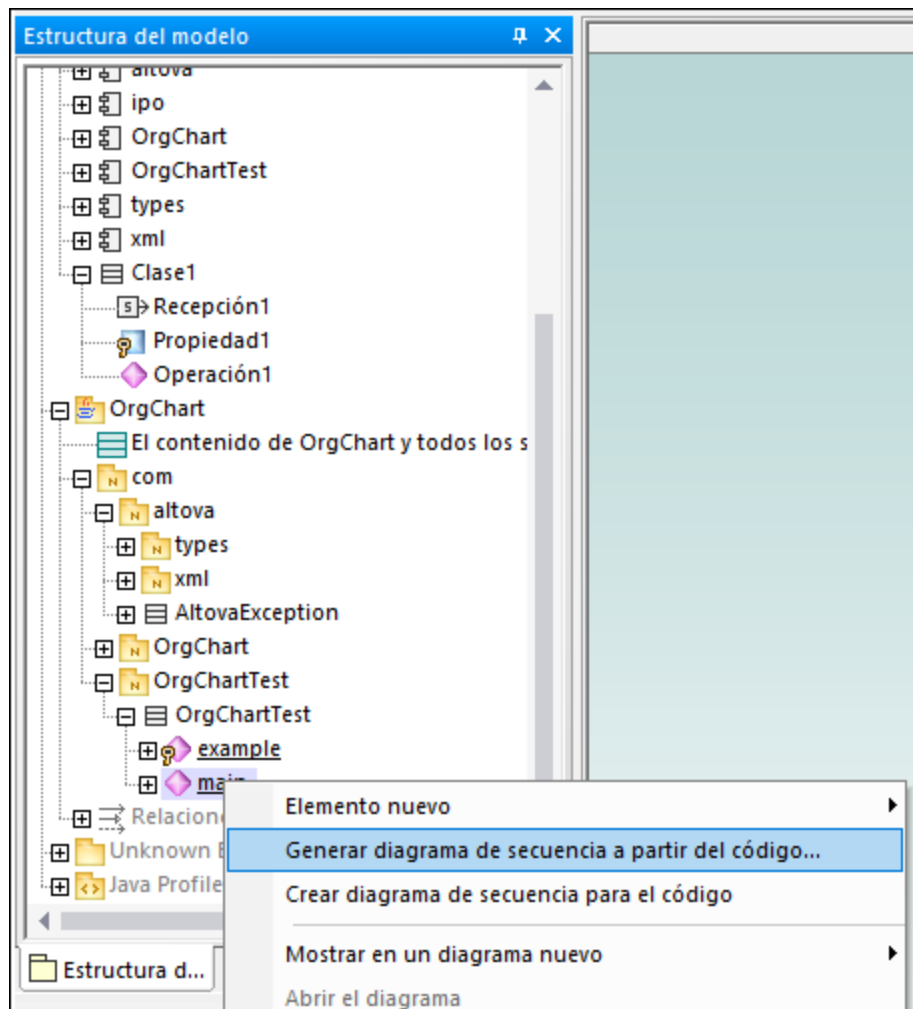 Estructura del modelo
altova
ipo
OrgChart
OrgChartTest
types
xml
Clase1
s Recepción1
Propiedad1
Operación1
OrgChart
El contenido de OrgChart y todos los s
N com
N altova
N types
N xml
AltovaException
N OrgChart
N OrgChartTest
OrgChartTest
example
main
Elemento nuevo
Relacion
Generar diagrama de secuencia a partir del código...
Unknown
Crear diagrama de secuencia para el código
Java Profile
Mostrar en un diagrama nuevo
Estructura d...
Abrir el diagrama